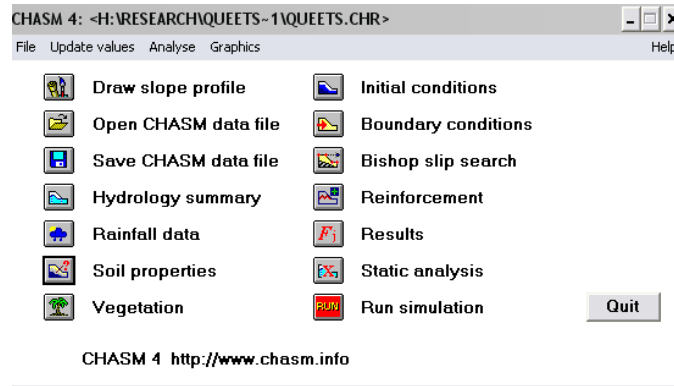 CHASM 4: <H:\RESEARCH\QUEETS~1\QUEETS.CHR>
File Update values Analyse Graphics Help
Draw slope profile Initial conditions
Open CHASM data file Boundary conditions
Save CHASM data file Bishop slip search
Hydrology summary Reinforcement
Rainfall data Results
Soil properties Static analysis
Vegetation RUN Run simulation Quit
CHASM 4 http://www.chasm.info